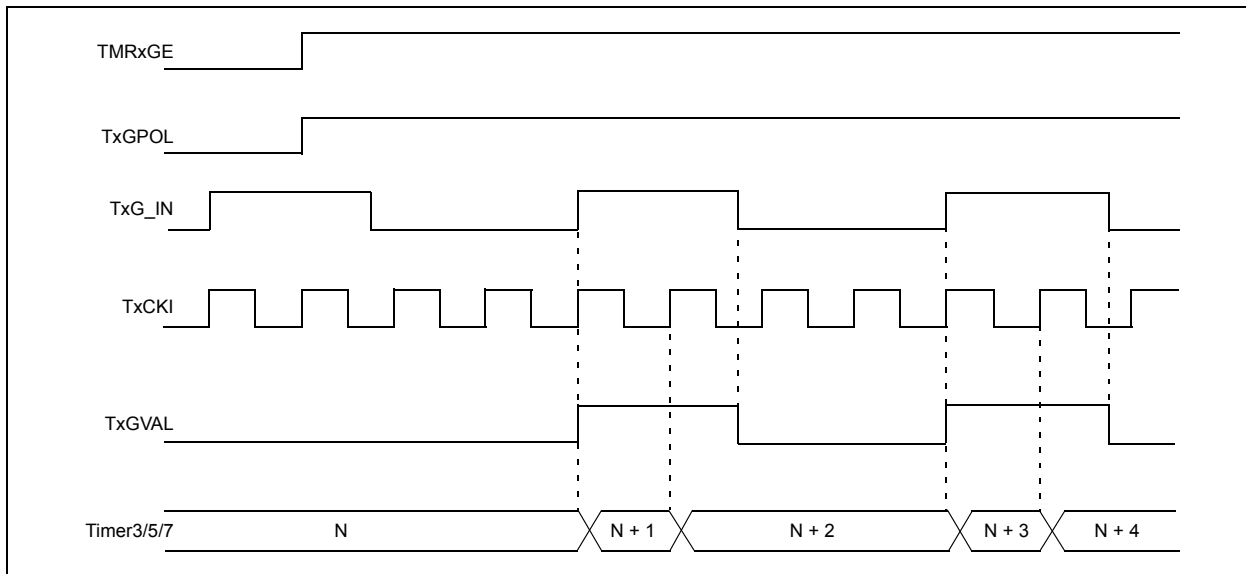 TMRxGE
TxGPOL
TxG_IN
TxCKI
TxGVAL
Timer3/5/7 N N + 1 N + 2 N + 3 N + 4